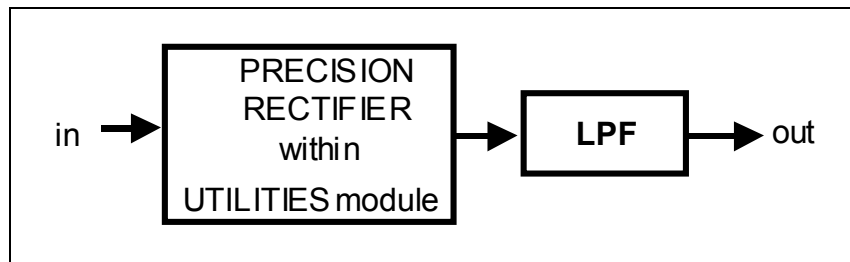 in
PRECISION
RECTIFIER
within
UTILITIES module
LPF
out